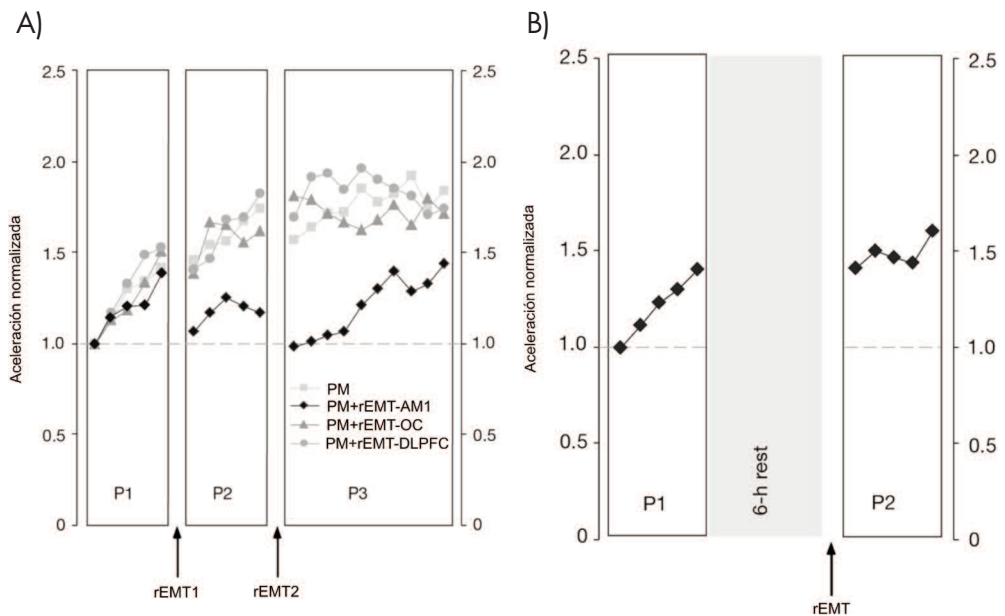 A)
Aceleración normalizada
2.5
2.0
1.5
1.0
0.5
0
P1
P2
P3
PM
PM+rEMT-AM1
PM+rEMT-OC
PM+rEMT-DLPFC
2.5
2.0
1.5
1.0
0.5
0
rEMT1
rEMT2
B)
Aceleración normalizada
2.5
2.0
1.5
1.0
0.5
0
P1
6-h rest
P2
2.5
2.0
1.5
1.0
0.5
0
rEMT